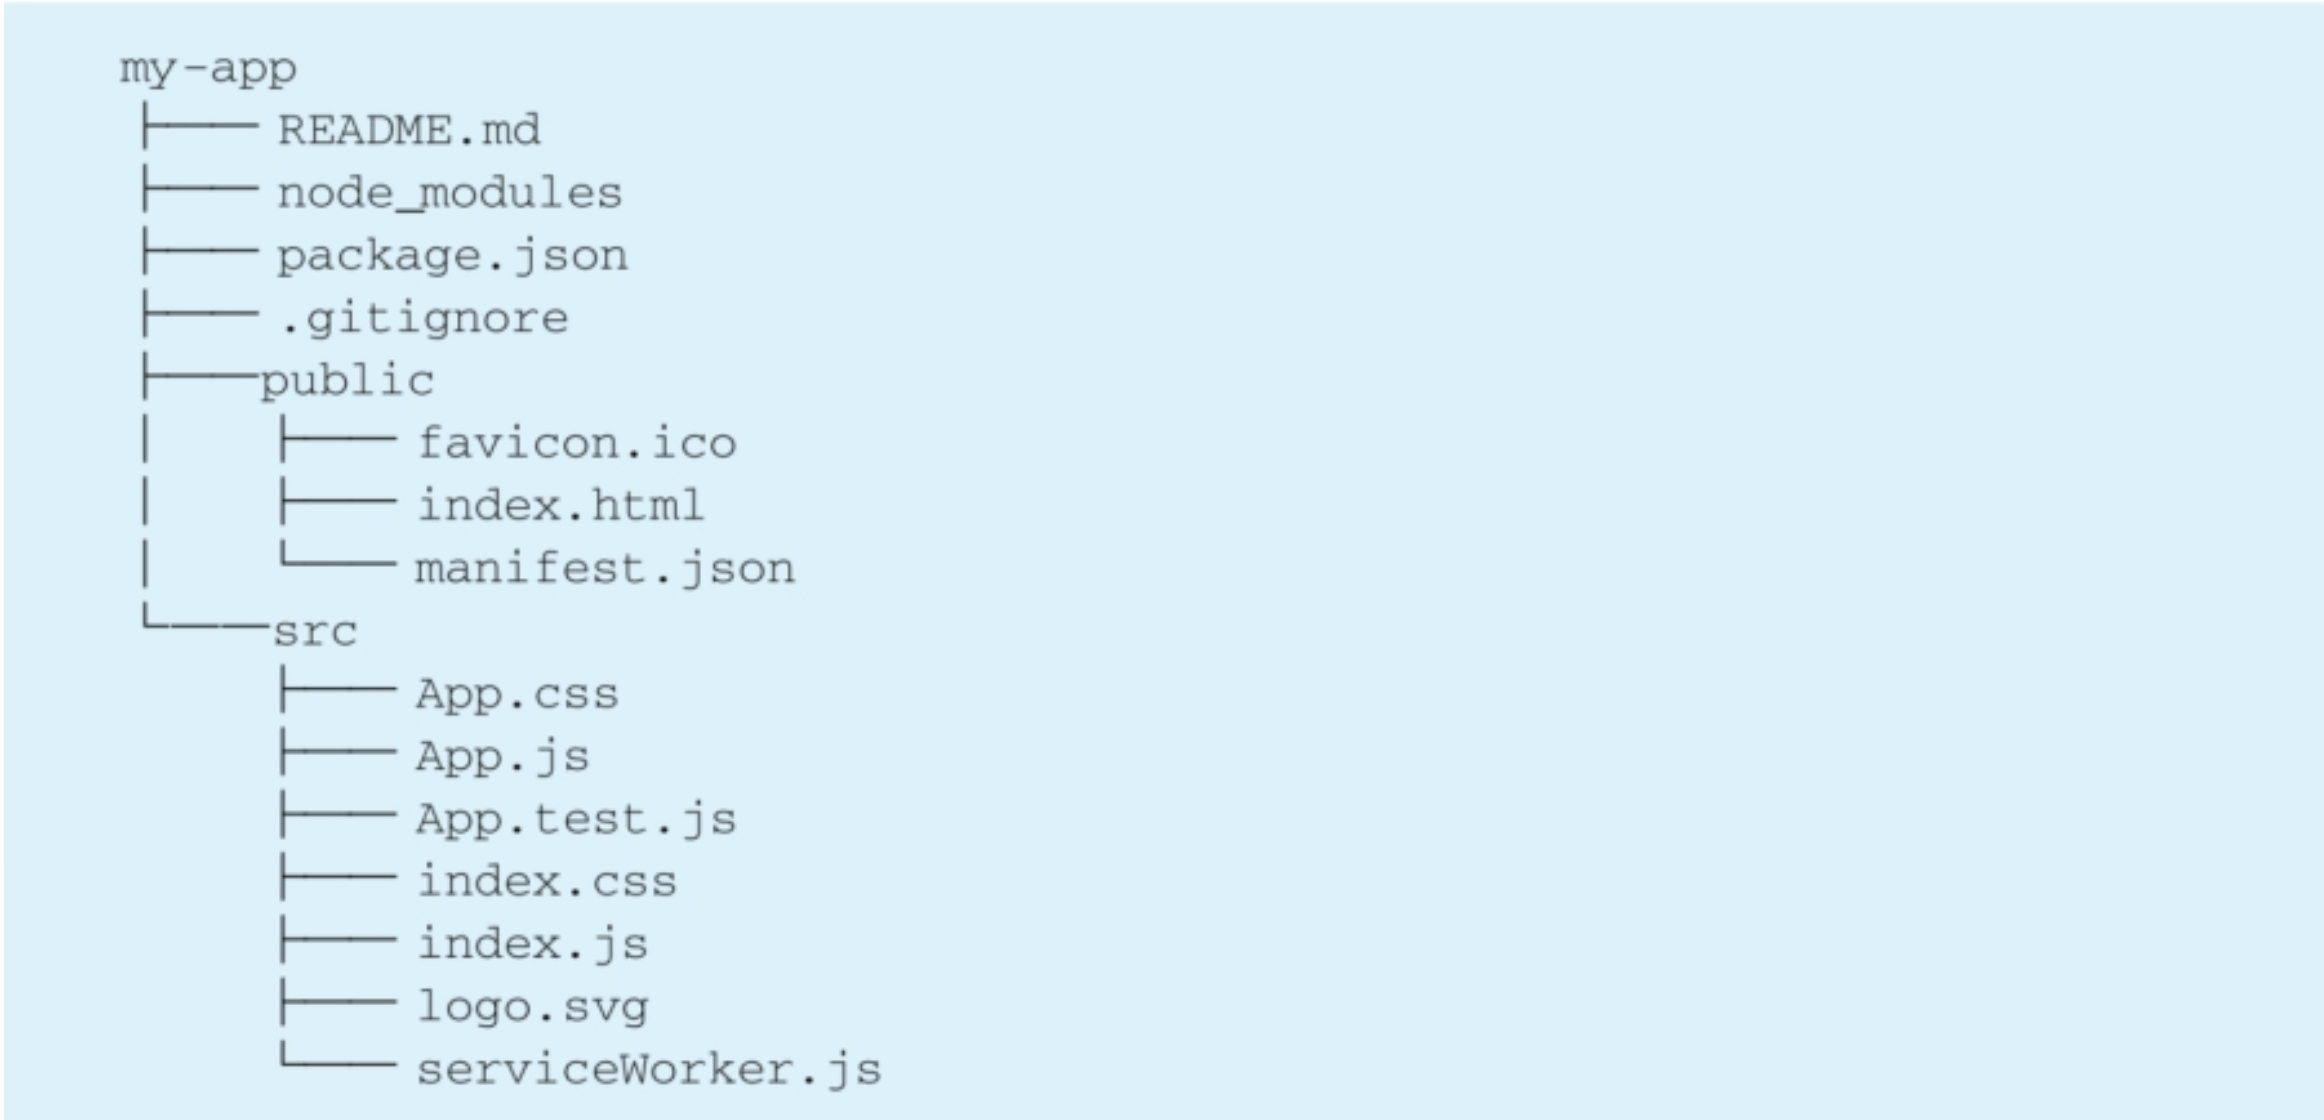 my-app
├── README.md
├── node_modules
├── package.json
├── .gitignore
├──public
│   ├── favicon.ico
│   ├── index.html
│   └── manifest.json
└──src
    ├── App.css
    ├── App.js
    ├── App.test.js
    ├── index.css
    ├── index.js
    ├── logo.svg
    └── serviceWorker.js